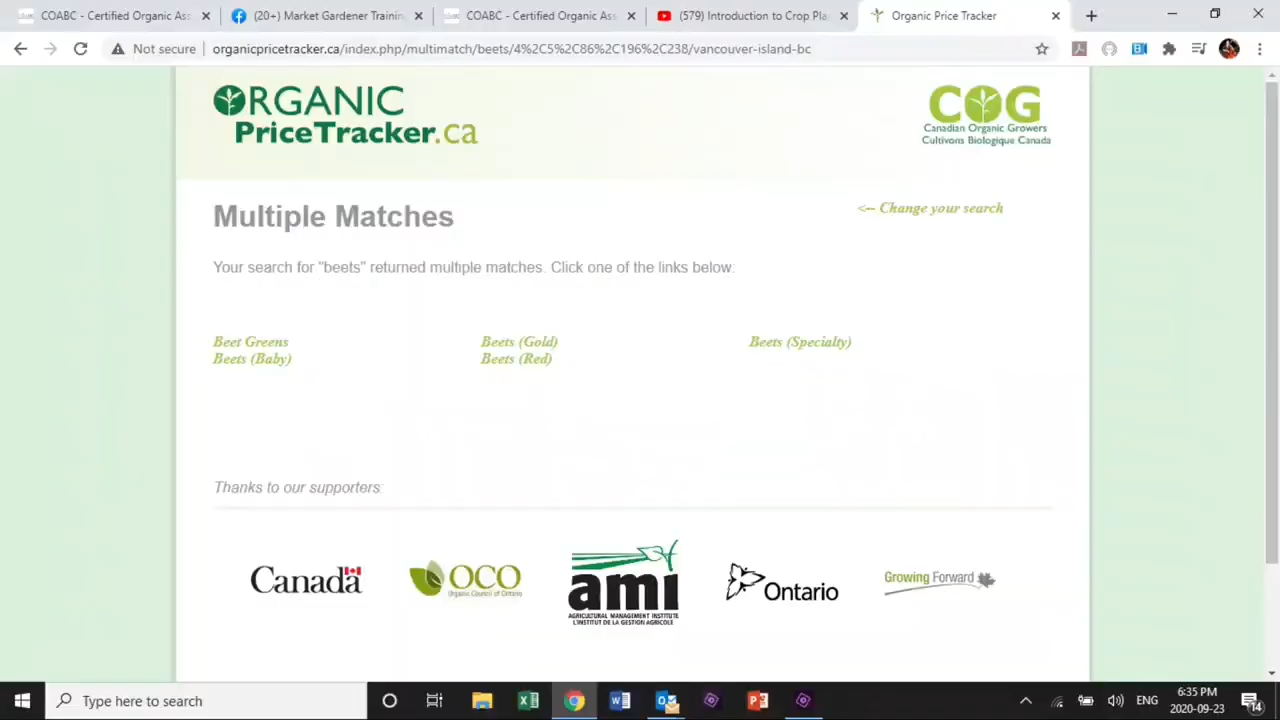 COABC - Certified Organic Ass
(20+) Market Gardener Training
COABC - Certified Organic Ass
(579) Introduction to Crop Pla
Organic Price Tracker
Not secure
organicpricetracker.ca/index.php/multimatch/beets/4%2C5%2C86%2C196%2C238/vancouver-island-bc
ORGANIC
PriceTracker.ca
COG
Canadian Organic Growers
Cultivons Biologique Canada
Multiple Matches
<-- Change your search
Your search for "beets" returned multiple matches. Click one of the links below:
Beet Greens
Beets (Gold)
Beets (Specialty)
Beets (Baby)
Beets (Red)
Thanks to our supporters:
Canada
OCO
Organic Council of Ontario
ami
AGRICULTURAL MANAGEMENT INSTITUTE
L'INSTITUT DE LA GESTION AGRICOLE
Ontario
Growing Forward
Type here to search
ENG
6:35 PM
2020-09-23
14